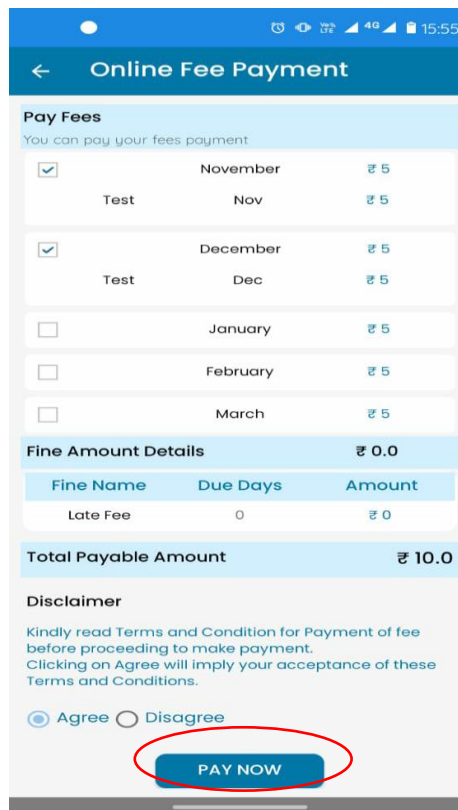 VoD LTE 4G 15:55
Online Fee Payment
Pay Fees
You can pay your fees payment
November ₹ 5
Test Nov ₹ 5
December ₹ 5
Test Dec ₹ 5
January ₹ 5
February ₹ 5
March ₹ 5
Fine Amount Details ₹ 0.0
Fine Name Due Days Amount
Late Fee 0 ₹ 0
Total Payable Amount ₹ 10.0
Disclaimer
Kindly read Terms and Condition for Payment of fee
before proceeding to make payment.
Clicking on Agree will imply your acceptance of these
Terms and Conditions.
Agree Disagree
PAY NOW